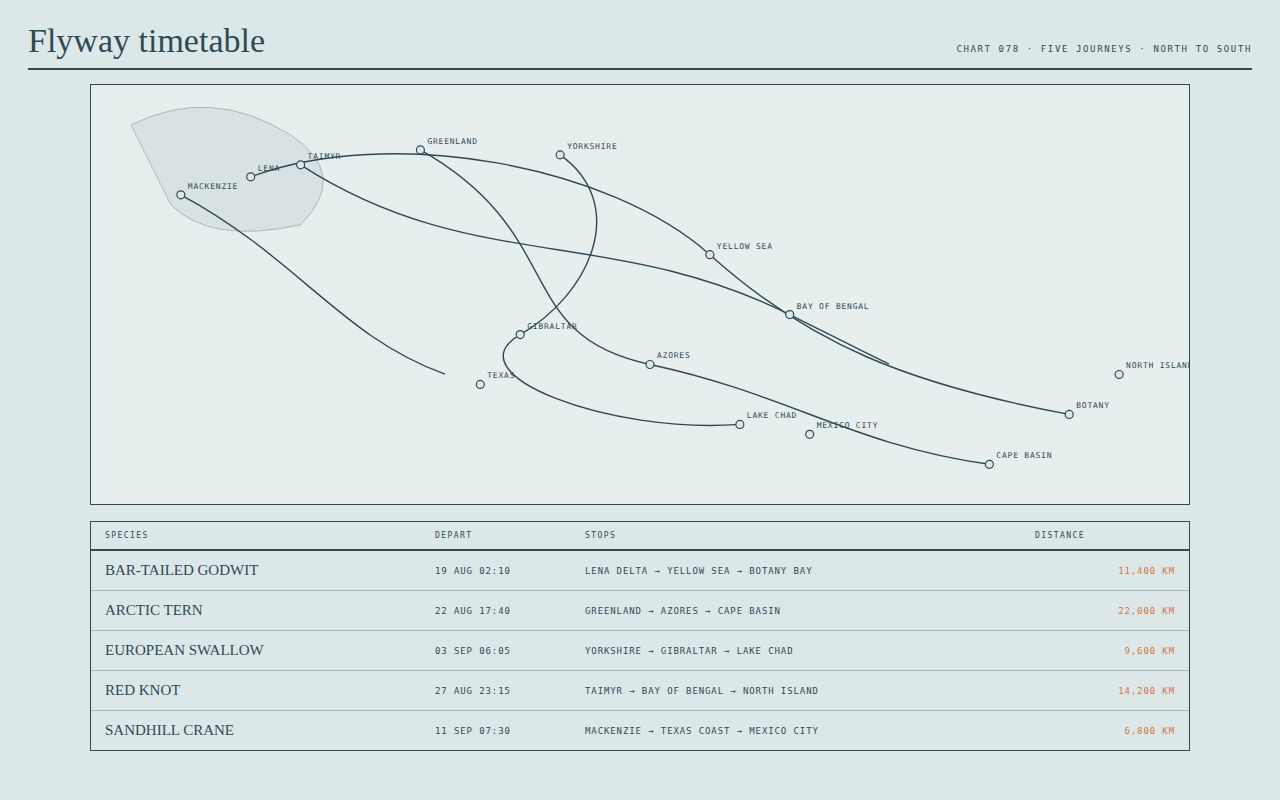 Flyway timetable
CHART 078 · FIVE JOURNEYS · NORTH TO SOUTH
GREENLAND
YORKSHIRE
TAIMYR
LENA
MACKENZIE
YELLOW SEA
BAY OF BENGAL
GIBRALTAR
AZORES
NORTH ISLAN
TEXAS
BOTANY
LAKE CHAD
MEXICO CITY
CAPE BASIN
SPECIES DEPART STOPS DISTANCE
BAR-TAILED GODWIT 19 AUG 02:10 LENA DELTA → YELLOW SEA → BOTANY BAY 11,400 KM
ARCTIC TERN 22 AUG 17:40 GREENLAND → AZORES → CAPE BASIN 22,000 KM
EUROPEAN SWALLOW 03 SEP 06:05 YORKSHIRE → GIBRALTAR → LAKE CHAD 9,600 KM
RED KNOT 27 AUG 23:15 TAIMYR → BAY OF BENGAL → NORTH ISLAND 14,200 KM
SANDHILL CRANE 11 SEP 07:30 MACKENZIE → TEXAS COAST → MEXICO CITY 6,800 KM